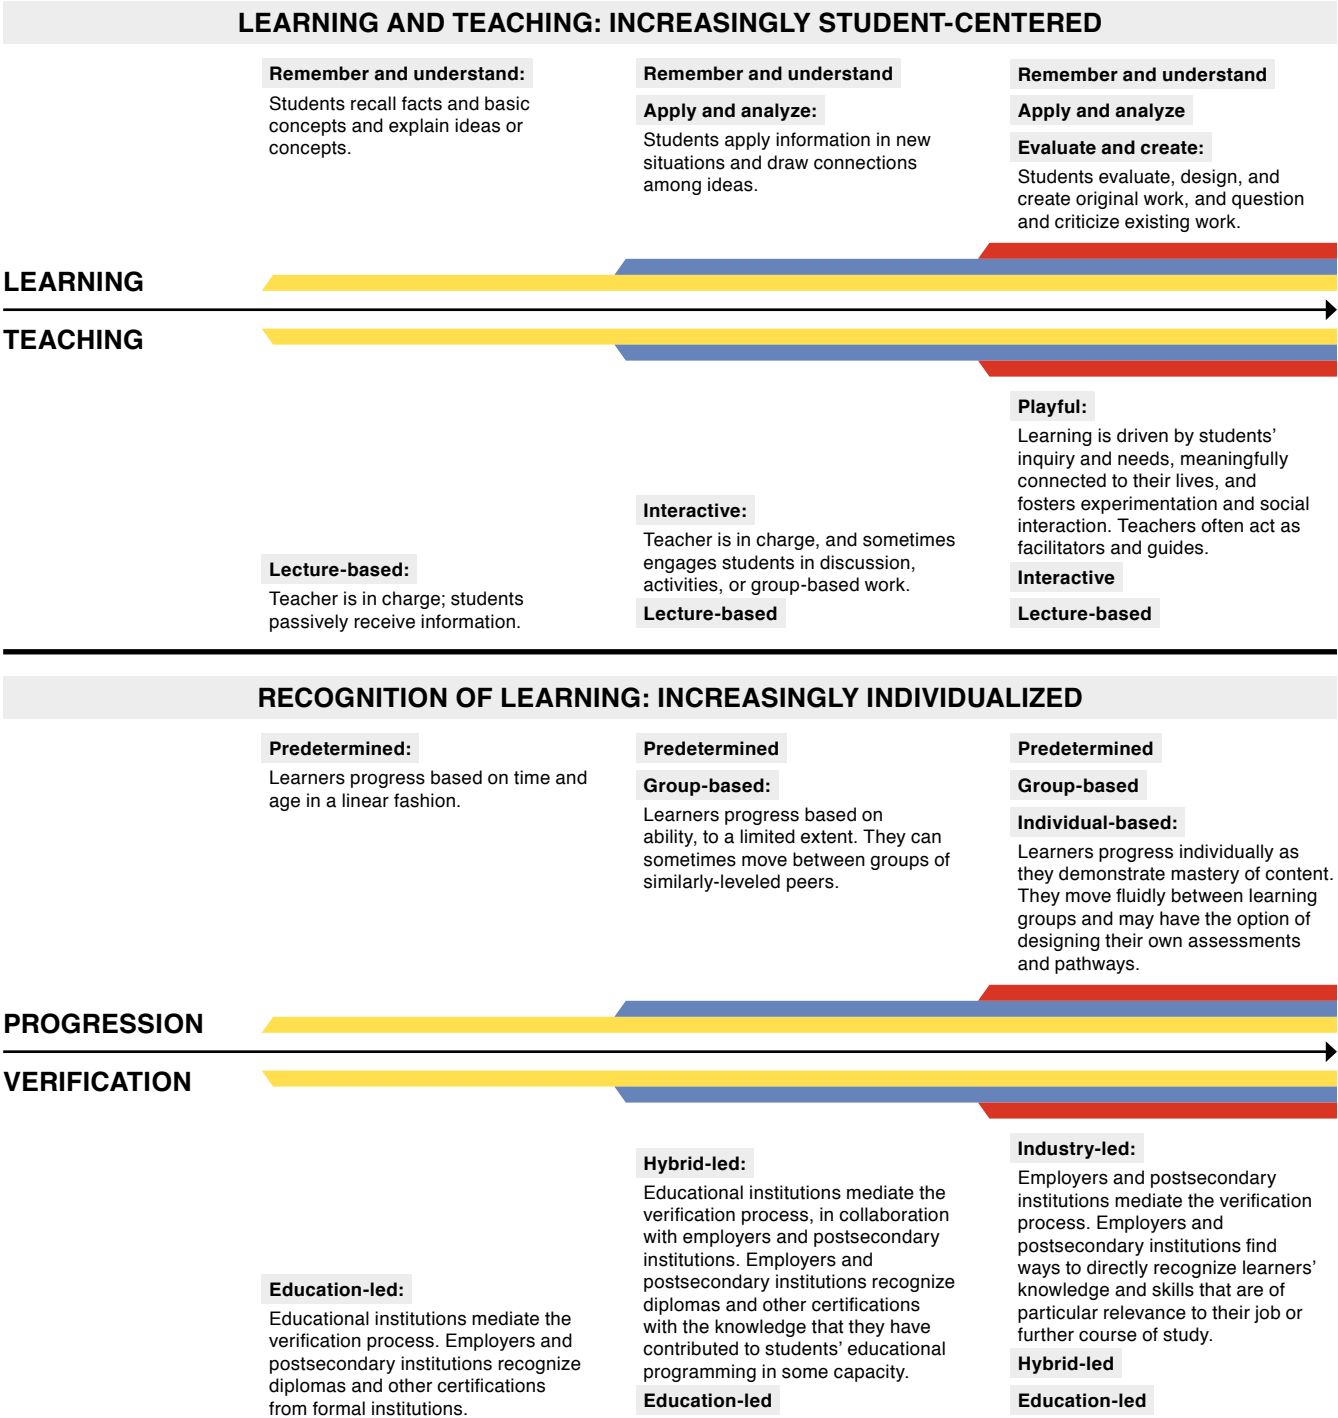 LEARNING AND TEACHING: INCREASINGLY STUDENT-CENTERED
Remember and understand:
Students recall facts and basic
concepts and explain ideas or
concepts.
Remember and understand
Apply and analyze:
Students apply information in new
situations and draw connections
among ideas.
Remember and understand
Apply and analyze
Evaluate and create:
Students evaluate, design, and
create original work, and question
and criticize existing work.
LEARNING
TEACHING
Lecture-based:
Teacher is in charge; students
passively receive information.
Interactive:
Teacher is in charge, and sometimes
engages students in discussion,
activities, or group-based work.
Lecture-based
Playful:
Learning is driven by students’
inquiry and needs, meaningfully
connected to their lives, and
fosters experimentation and social
interaction. Teachers often act as
facilitators and guides.
Interactive
Lecture-based
RECOGNITION OF LEARNING: INCREASINGLY INDIVIDUALIZED
Predetermined:
Learners progress based on time and
age in a linear fashion.
Predetermined
Group-based:
Learners progress based on
ability, to a limited extent. They can
sometimes move between groups of
similarly-leveled peers.
Predetermined
Group-based
Individual-based:
Learners progress individually as
they demonstrate mastery of content.
They move fluidly between learning
groups and may have the option of
designing their own assessments
and pathways.
PROGRESSION
VERIFICATION
Education-led:
Educational institutions mediate the
verification process. Employers and
postsecondary institutions recognize
diplomas and other certifications
from formal institutions.
Hybrid-led:
Educational institutions mediate the
verification process, in collaboration
with employers and postsecondary
institutions. Employers and
postsecondary institutions recognize
diplomas and other certifications
with the knowledge that they have
contributed to students’ educational
programming in some capacity.
Education-led
Industry-led:
Employers and postsecondary
institutions mediate the verification
process. Employers and
postsecondary institutions find
ways to directly recognize learners’
knowledge and skills that are of
particular relevance to their job or
further course of study.
Hybrid-led
Education-led